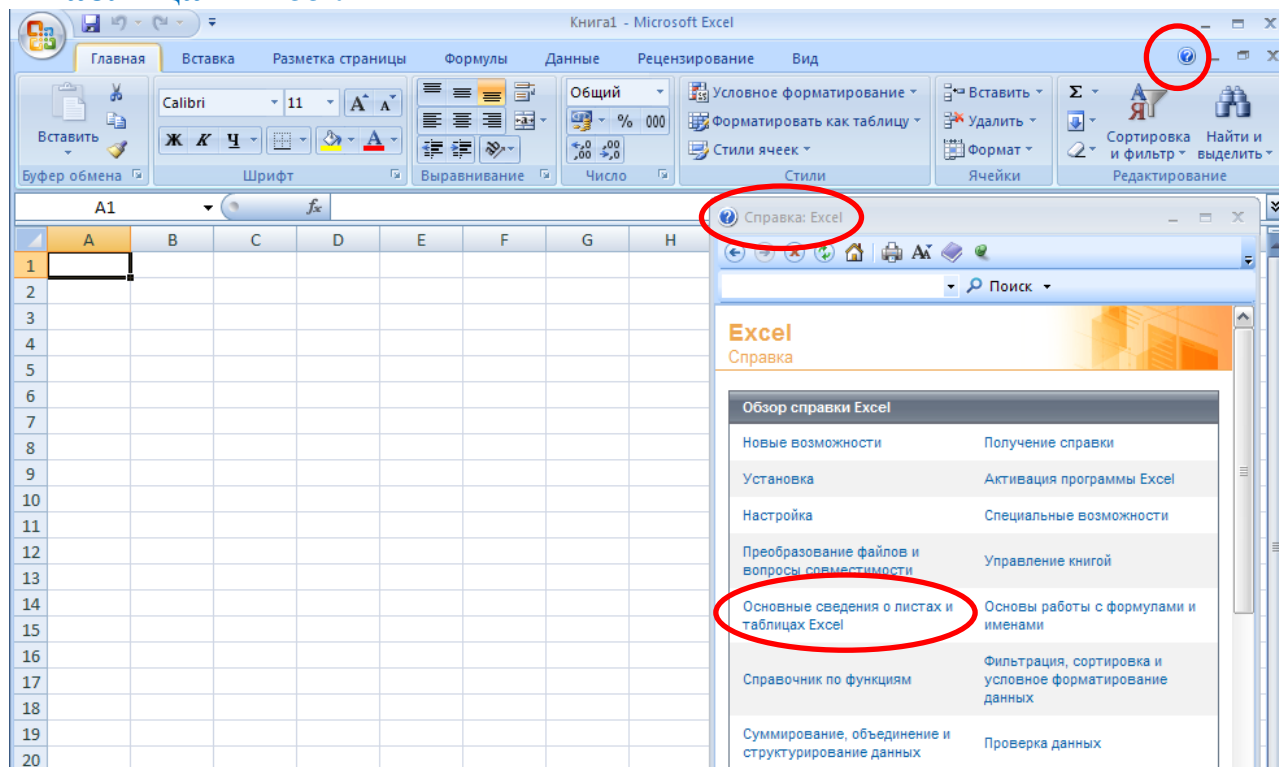 Книга1 - Microsoft Excel
Главная Вставка Разметка страницы Формулы Данные Рецензирование Вид
Вставить
Calibri 11 А А
Общий
Условное форматирование
Вставить
Σ
А Я
Ж К Ч А
% 000
Форматировать как таблицу
Удалить
Сортировка и фильтр
Найти и выделить
,0 ,00 ,00 ,0
Стили ячеек
Формат
Буфер обмена Шрифт Выравнивание Число Стили Ячейки Редактирование
A1 fx
Справка: Excel
A B C D E F G H
Поиск
1
2
3
4
5
6
7
8
9
10
11
12
13
14
15
16
17
18
19
20
Excel
Справка
Обзор справки Excel
Новые возможности Получение справки
Установка Активация программы Excel
Настройка Специальные возможности
Преобразование файлов и
вопросы совместимости
Управление книгой
Основные сведения о листах и
таблицах Excel
Основы работы с формулами и
именами
Справочник по функциям
Фильтрация, сортировка и
условное форматирование
данных
Суммирование, объединение и
структурирование данных
Проверка данных